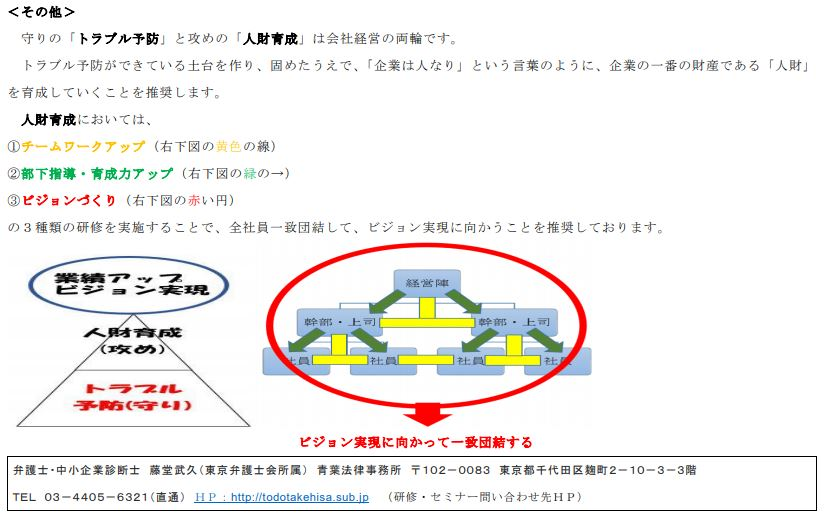 ＜その他＞
守りの「トラブル予防」と攻めの「人財育成」は会社経営の両輪です。
トラブル予防ができている土台を作り、固めたうえで、「企業は人なり」という言葉のように、企業の一番の財産である「人財」
を育成していくことを推奨します。
人財育成においては、
①チームワークアップ（右下図の黄色の線）
②部下指導・育成力アップ（右下図の緑の→）
③ビジョンづくり（右下図の赤い円）
の３種類の研修を実施することで、全社員一致団結して、ビジョン実現に向かうことを推奨しております。
業績アップ
ビジョン実現
人財育成
(攻め)
トラブル
予防(守り)
経営陣
幹部・上司 幹部・上司
社員 社員 社員 社員
ビジョン実現に向かって一致団結する
弁護士・中小企業診断士 藤堂武久（東京弁護士会所属） 青葉法律事務所 〒１０２－００８３ 東京都千代田区麹町２－１０－３－３階
ＴＥＬ ０３－４４０５－６３２１（直通） ＨＰ：http://todotakehisa.sub.jp （研修・セミナー問い合わせ先ＨＰ）